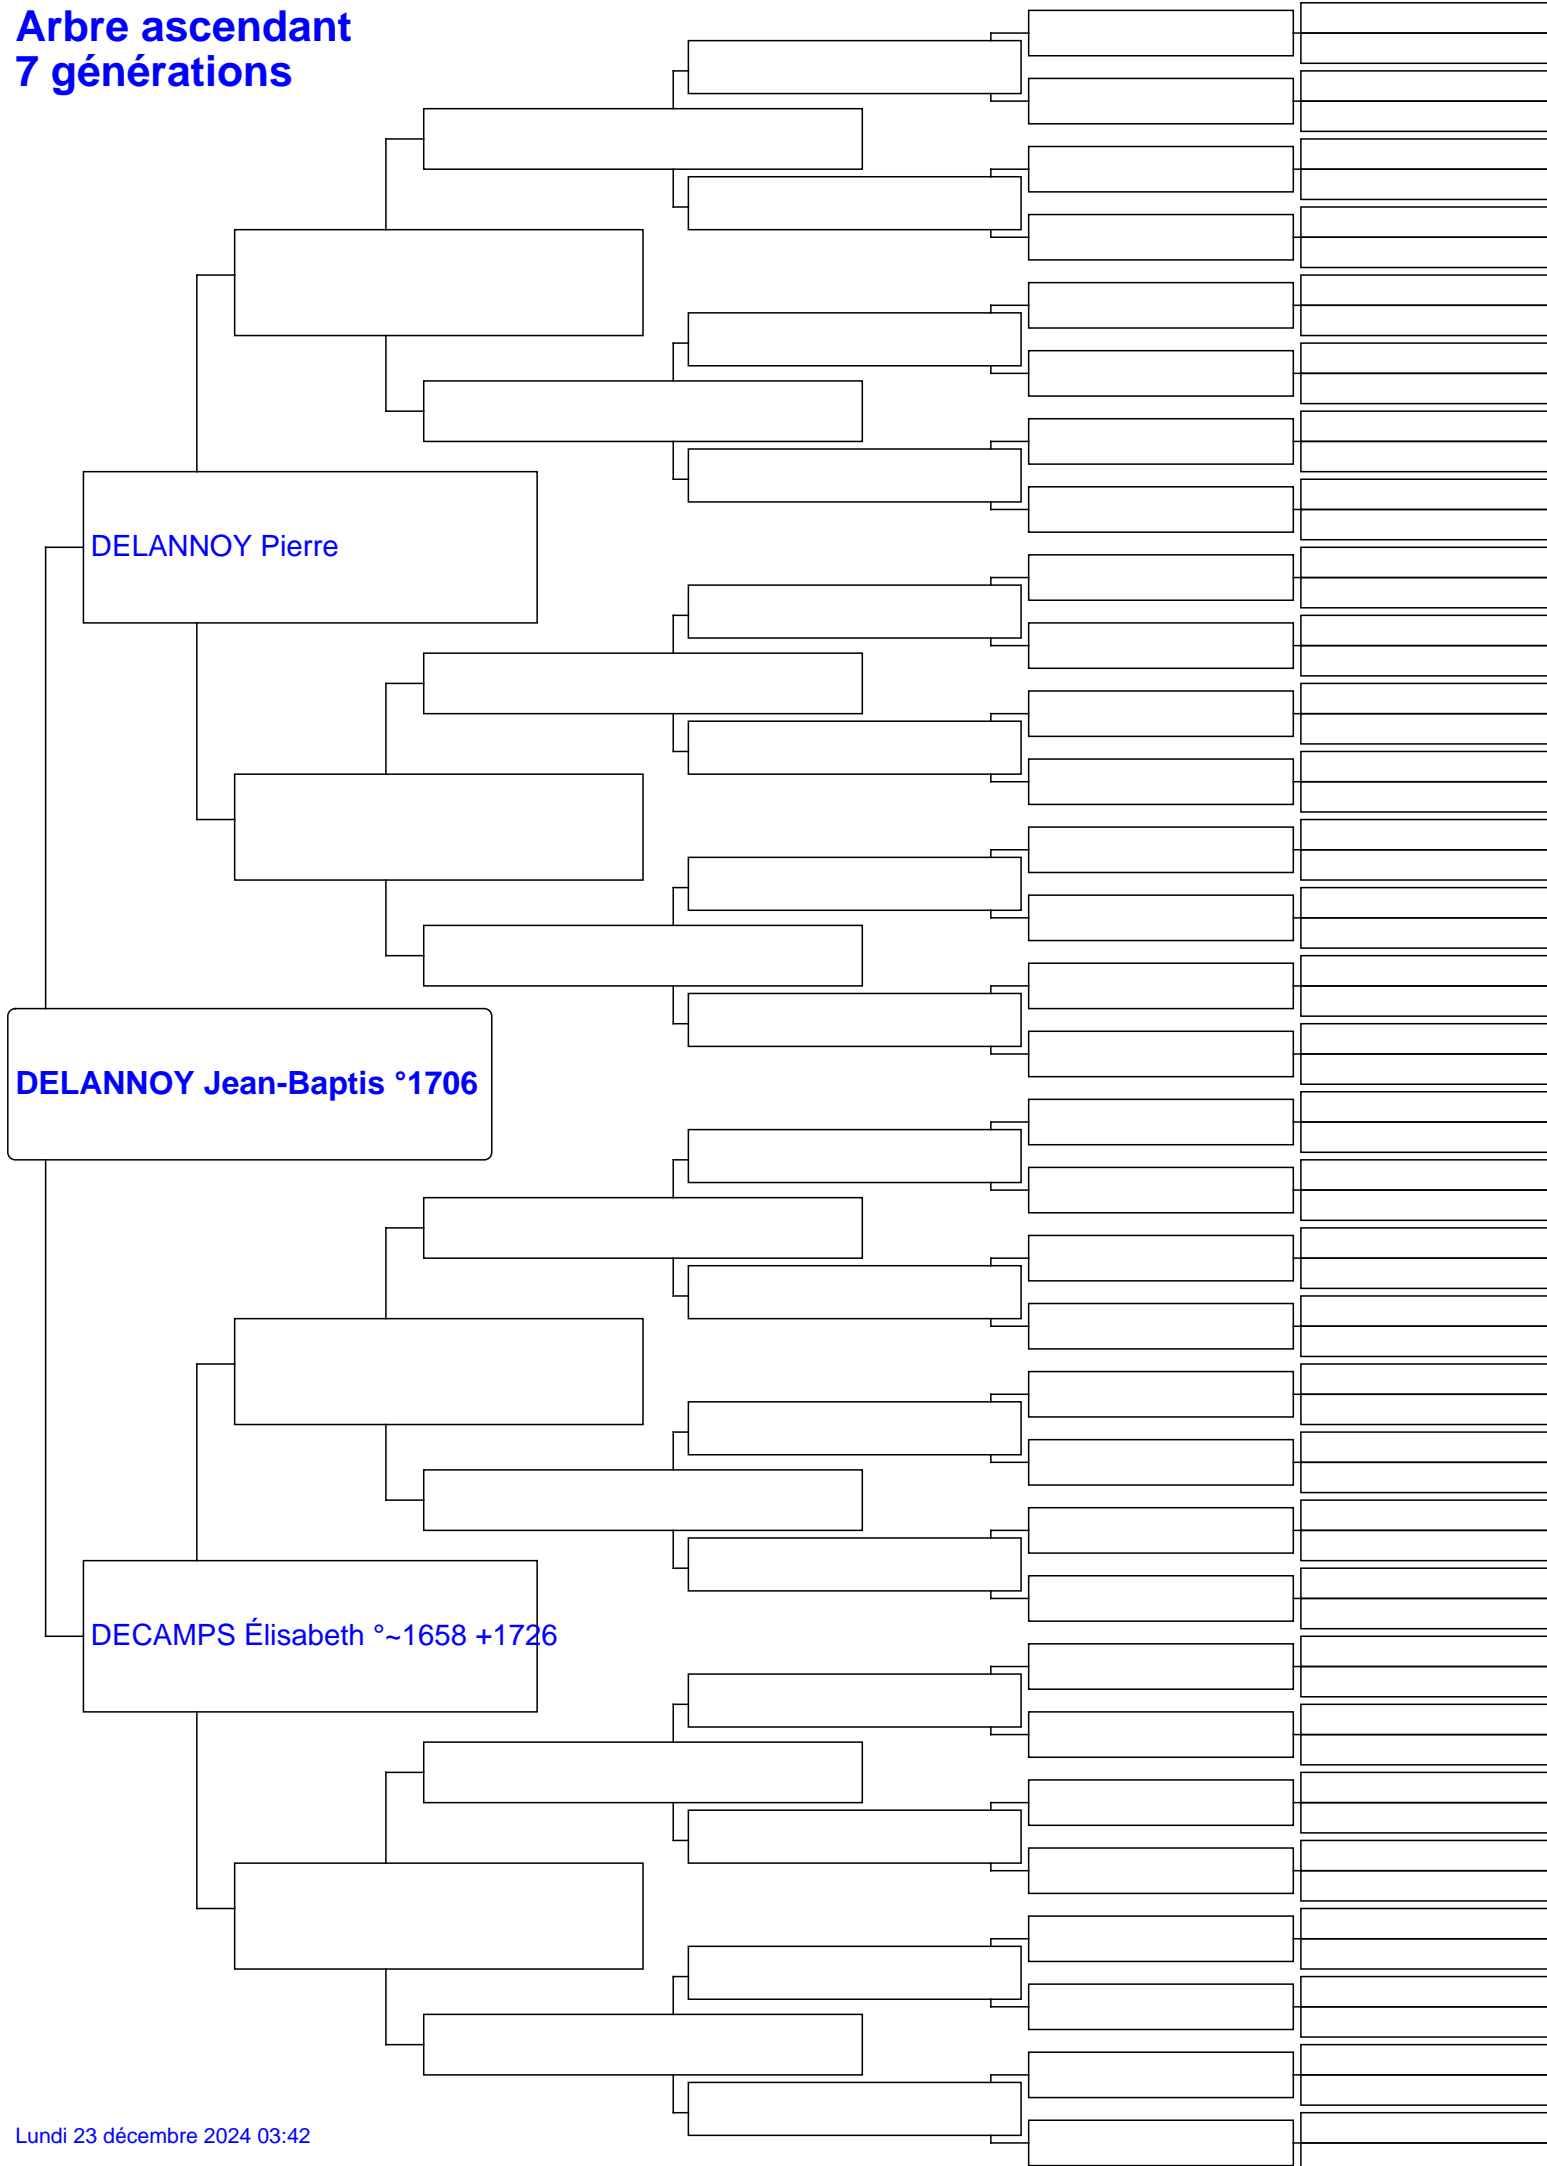 Arbre ascendant
7 générations
DELANNOY Pierre
DELANNOY Jean-Baptis °1706
DECAMPS Élisabeth °~1658 +1726
Lundi 23 décembre 2024 03:42